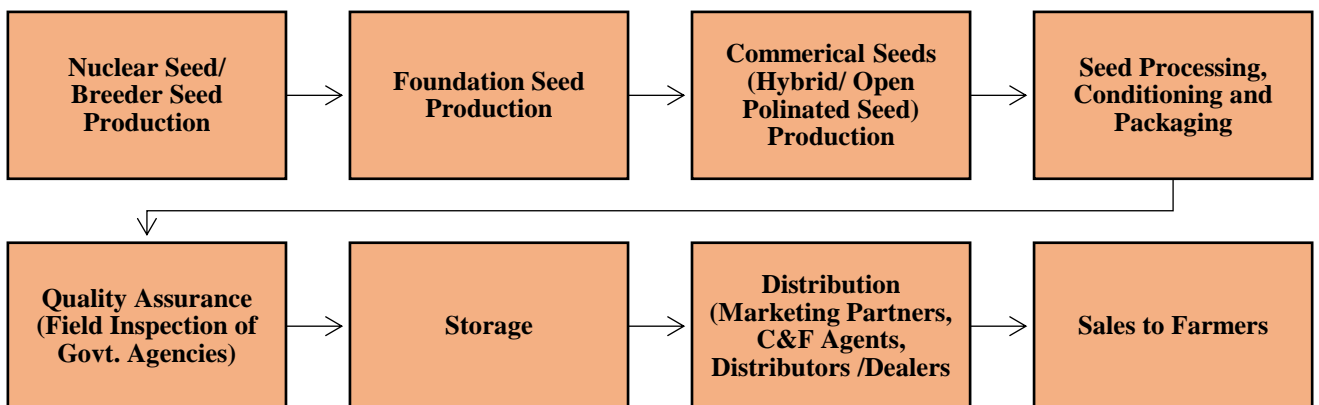 Nuclear Seed/
Breeder Seed
Production
Foundation Seed
Production
Commerical Seeds
(Hybrid/ Open
Polinated Seed)
Production
Seed Processing,
Conditioning and
Packaging
Quality Assurance
(Field Inspection of
Govt. Agencies)
Storage
Distribution
(Marketing Partners,
C&F Agents,
Distributors /Dealers
Sales to Farmers